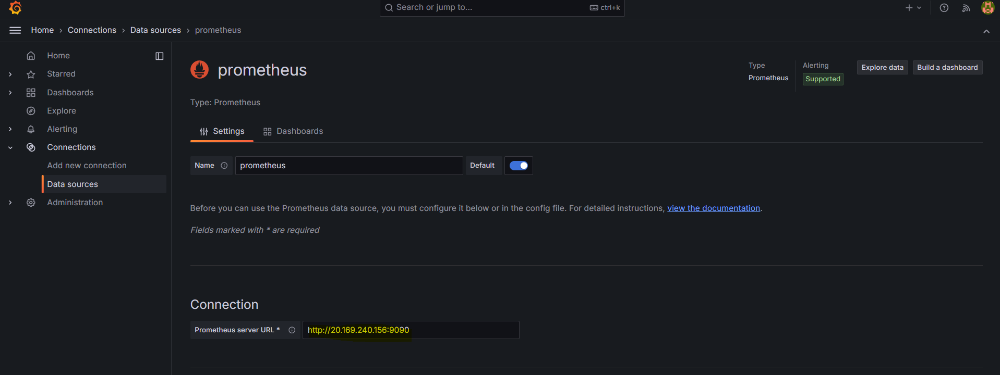 Search or jump to...
ctrl+k
Home > Connections > Data sources > prometheus
Home
Starred
Dashboards
Explore
Alerting
Connections
Add new connection
Data sources
Administration
prometheus
Type
Prometheus
Alerting
Supported
Explore data
Build a dashboard
Type: Prometheus
Settings
Dashboards
Name
prometheus
Default
Before you can use the Prometheus data source, you must configure it below or in the config file. For detailed instructions, view the documentation.
Fields marked with * are required
Connection
Prometheus server URL *
http://20.169.240.156:9090